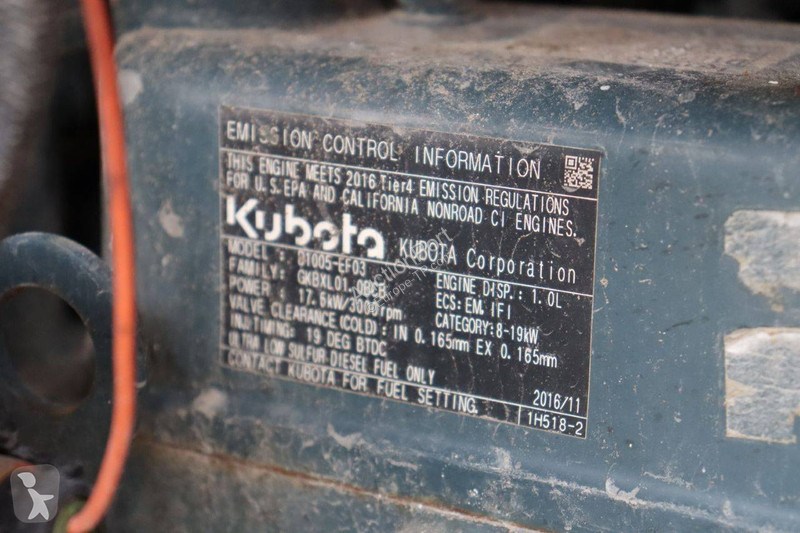 EMISSION CONTROL INFORMATION
THIS ENGINE MEETS 2016 Tier4 EMISSION REGULATIONS
FOR U.S. EPA AND CALIFORNIA NONROAD CI ENGINES.
Kubota KUBOTA Corporation
MODEL : D1005-EF03 ENGINE DISP.: 1.0L
FAMILY: ECS: EM, IFI
POWER : 17.6kW/3000rpm CATEGORY: 8-19kW
VALVE CLEARANCE (COLD) : IN 0.165mm EX 0.165mm
INJ. TIMING: 19 DEG BTDC
ULTRA LOW SULFUR DIESEL FUEL ONLY 2016/11
CONTACT KUBOTA FOR FUEL SETTING. 1H518-2